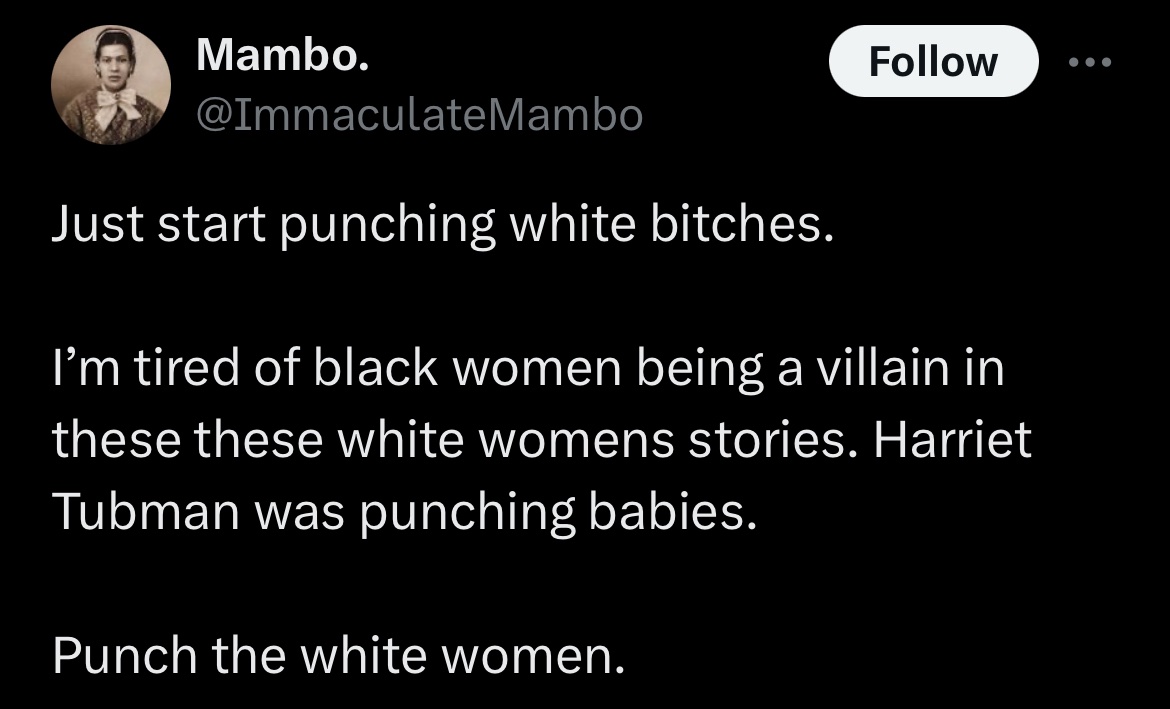 Mambo.
Follow
@ImmaculateMambo
Just start punching white bitches.
I’m tired of black women being a villain in
these these white womens stories. Harriet
Tubman was punching babies.
Punch the white women.